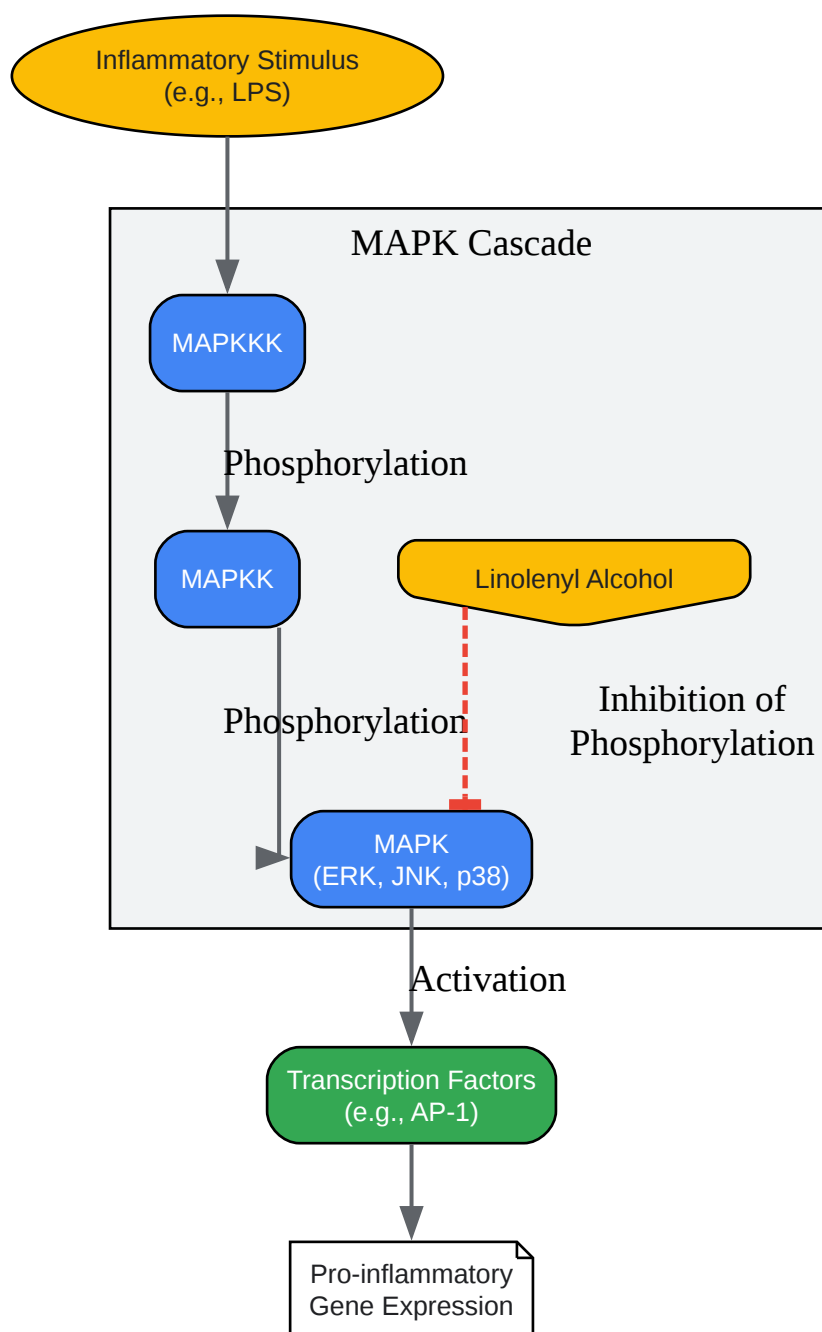 Inflammatory Stimulus
(e.g., LPS)
MAPK Cascade
MAPKKK
Phosphorylation
MAPKK
Linolenyl Alcohol
Phosphorylation
Inhibition of
Phosphorylation
MAPK
(ERK, JNK, p38)
Activation
Transcription Factors
(e.g., AP-1)
Pro-inflammatory
Gene Expression